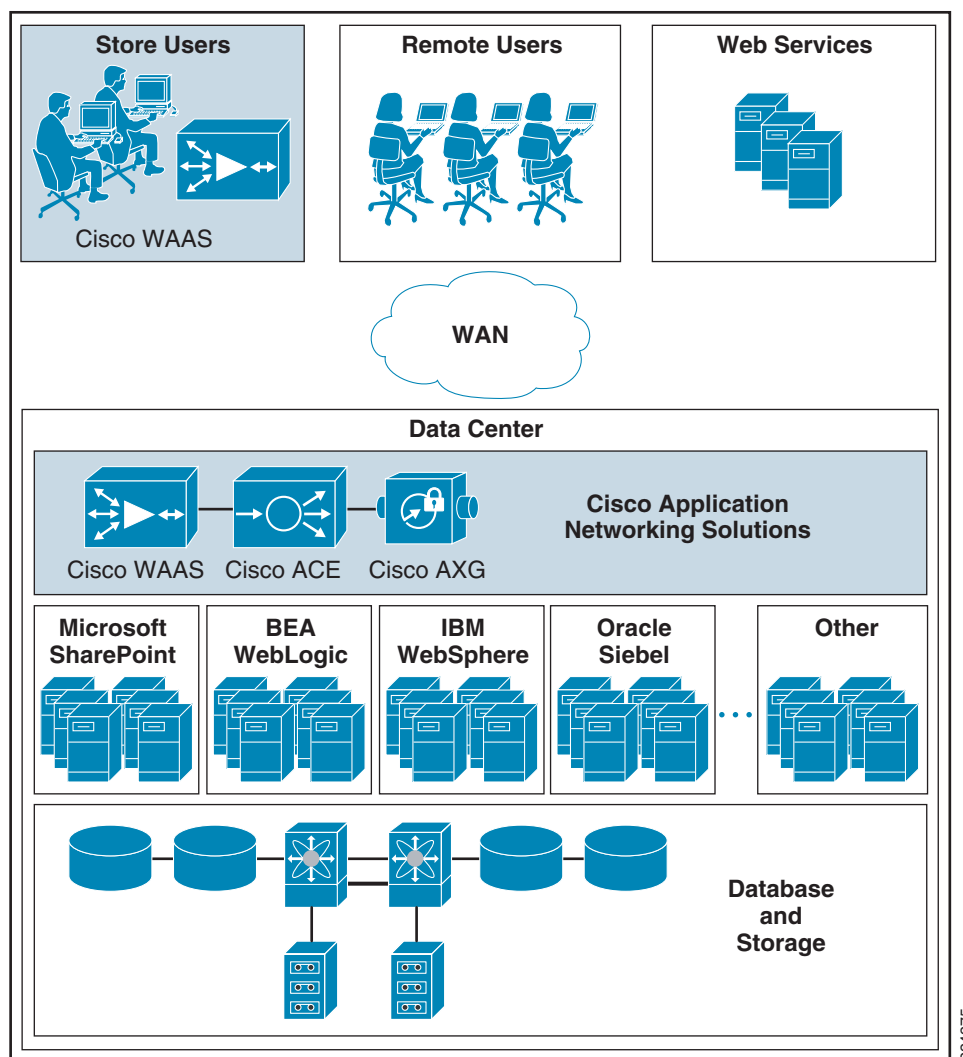 Store Users
Remote Users
Web Services
Cisco WAAS
WAN
Data Center
Cisco Application
Networking Solutions
Cisco WAAS
Cisco ACE
Cisco AXG
Microsoft
SharePoint
BEA
WebLogic
IBM
WebSphere
Oracle
Siebel
Other
Database
and
Storage